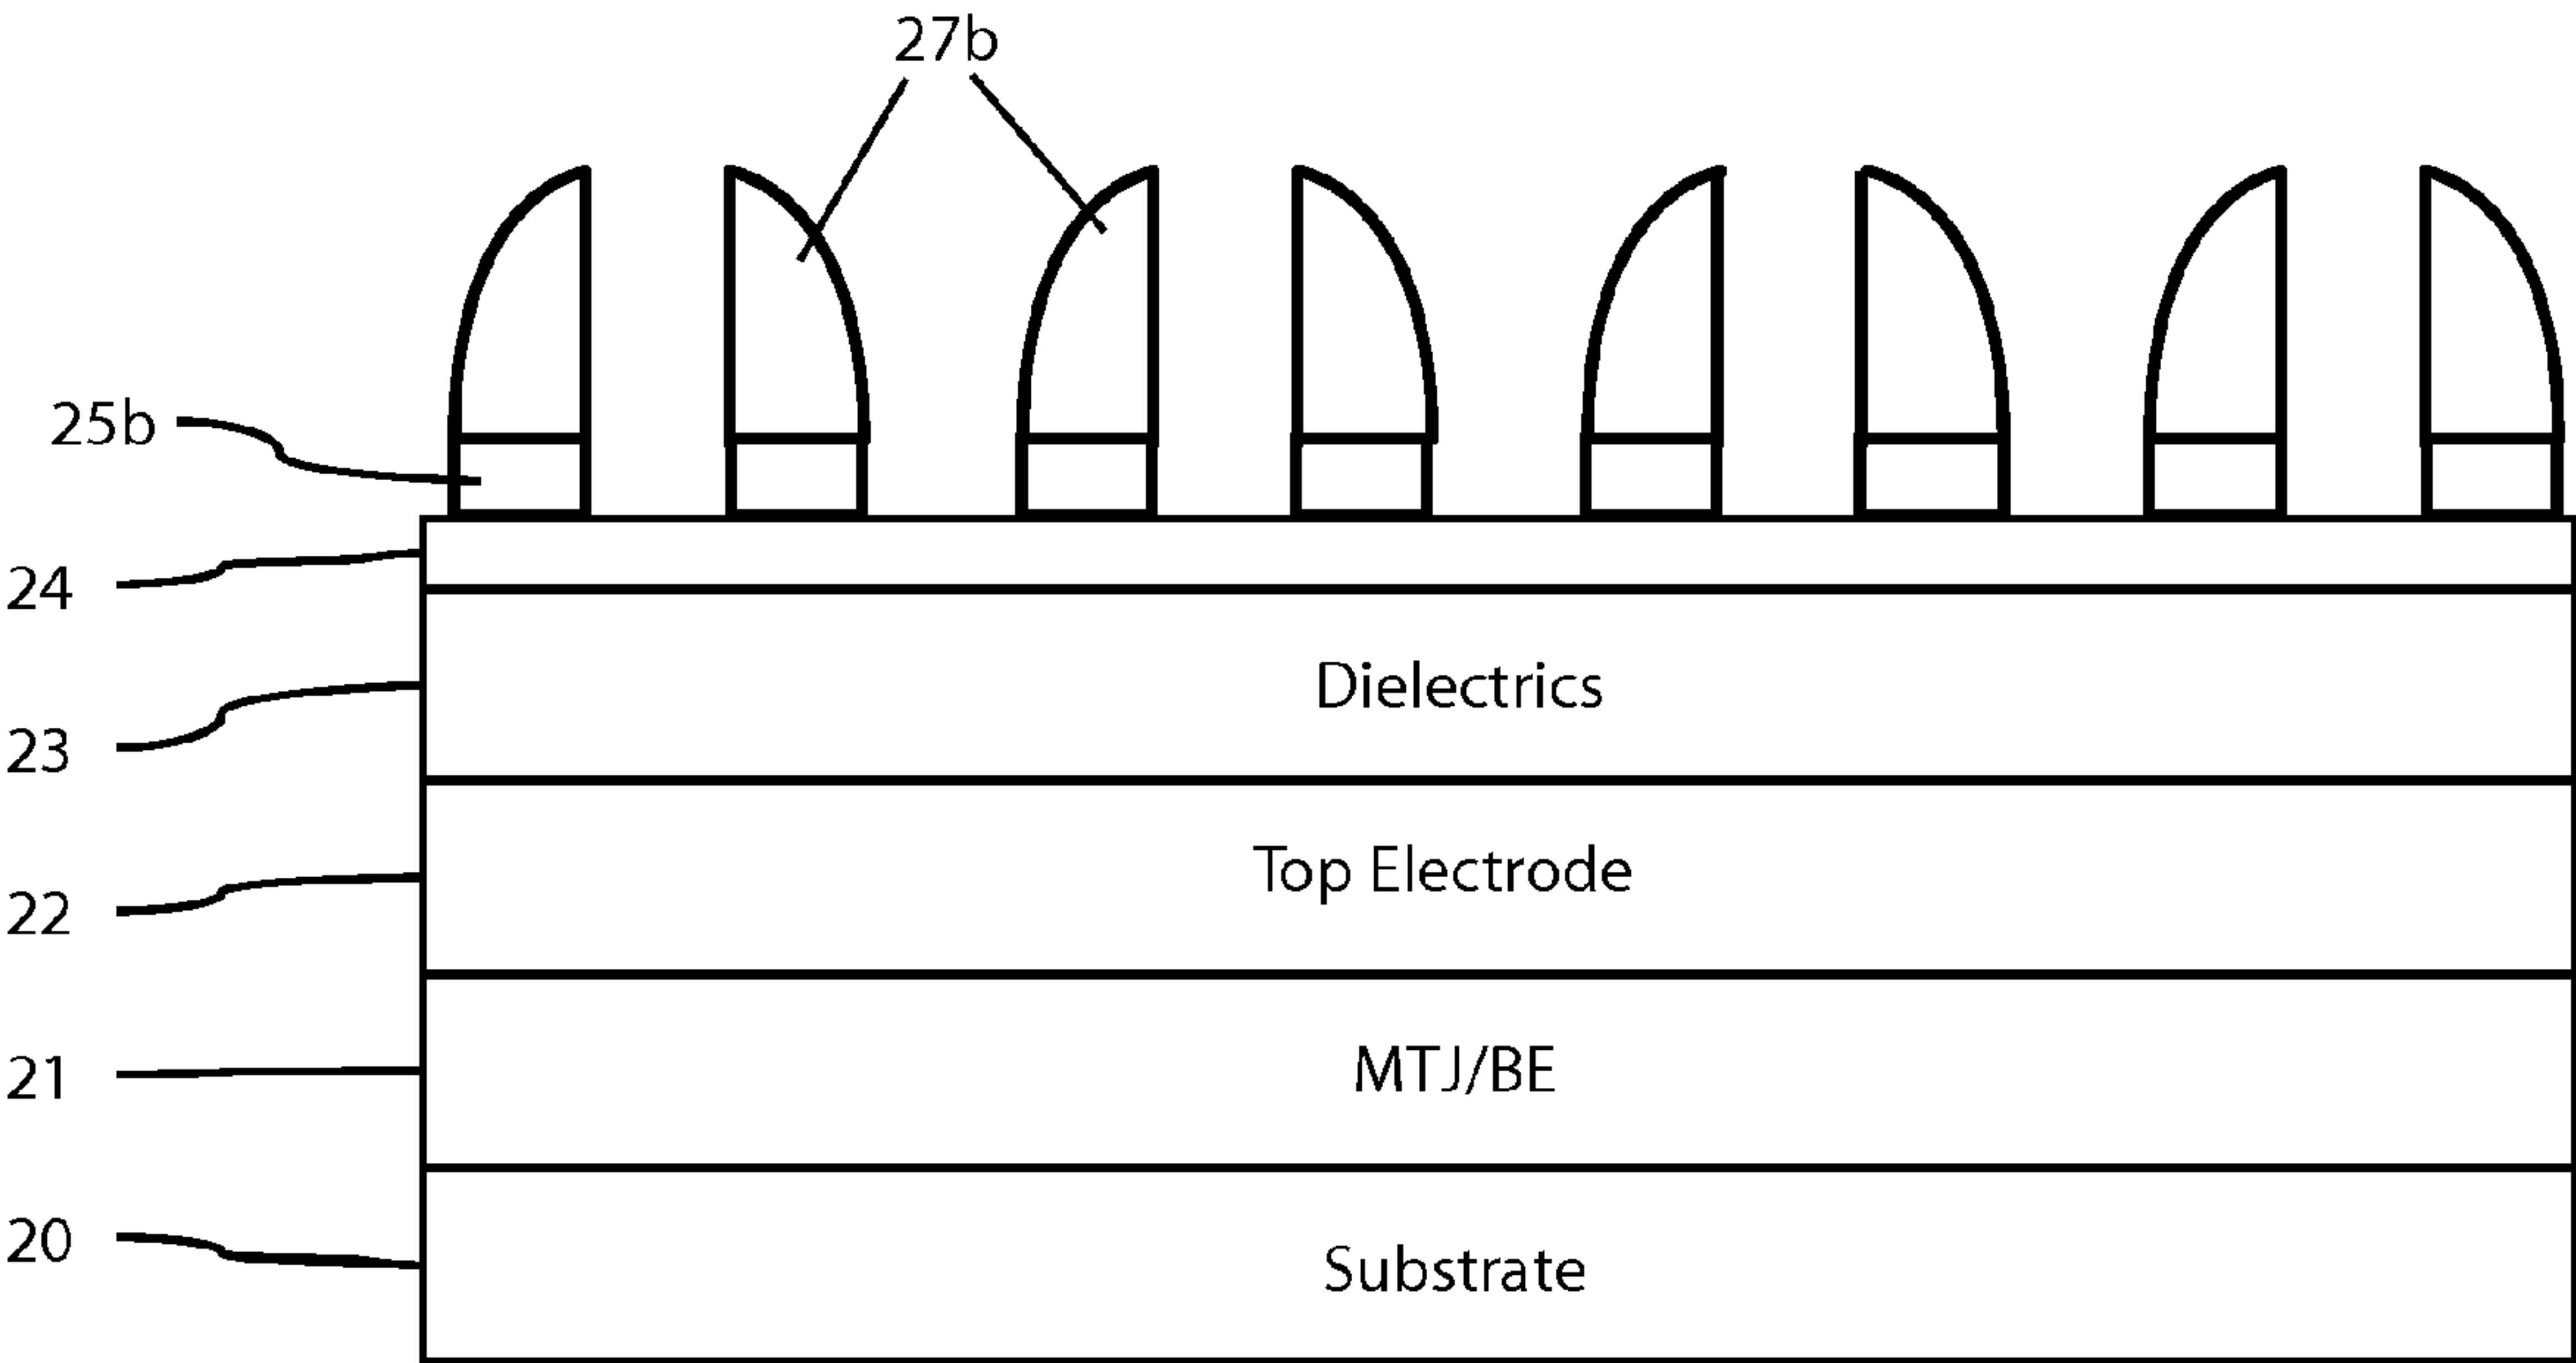 27b
25b
24
23
Dielectrics
22
Top Electrode
21
MTJ/BE
20
Substrate